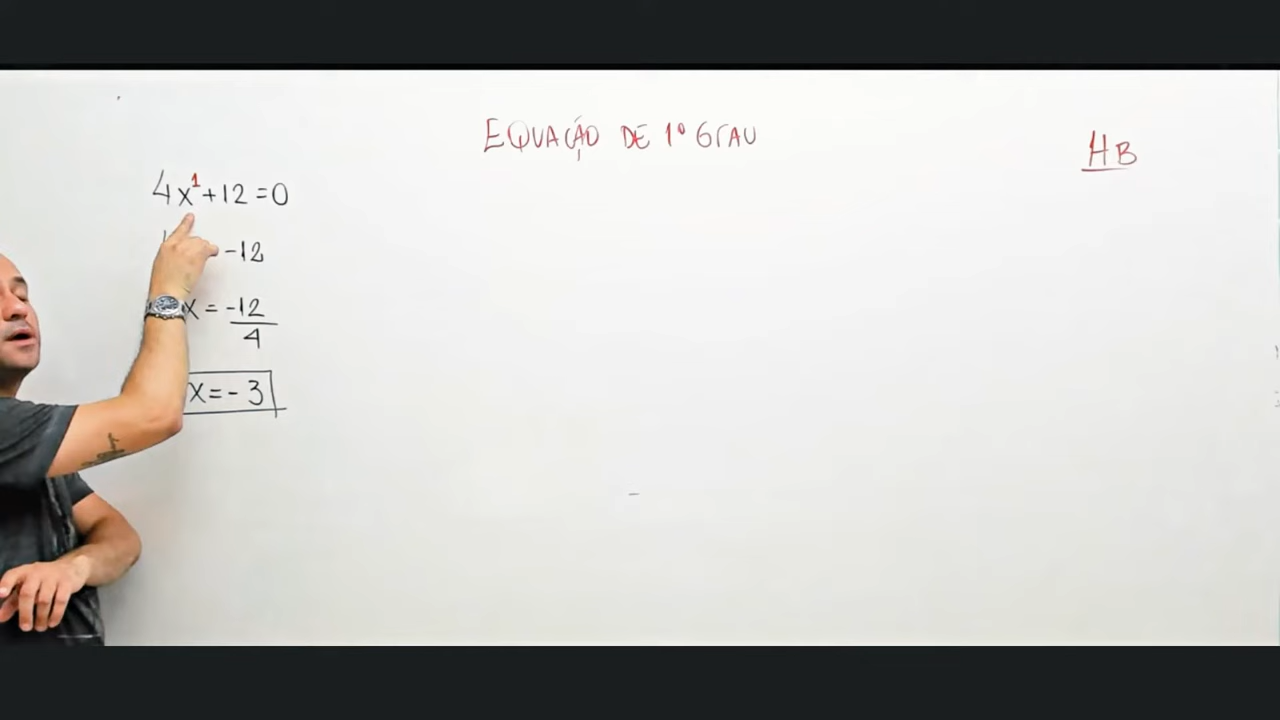 EQUAÇÃO DE 1º GRAU
HB
4x¹+12=0
-12
x = -12
4
x=-3